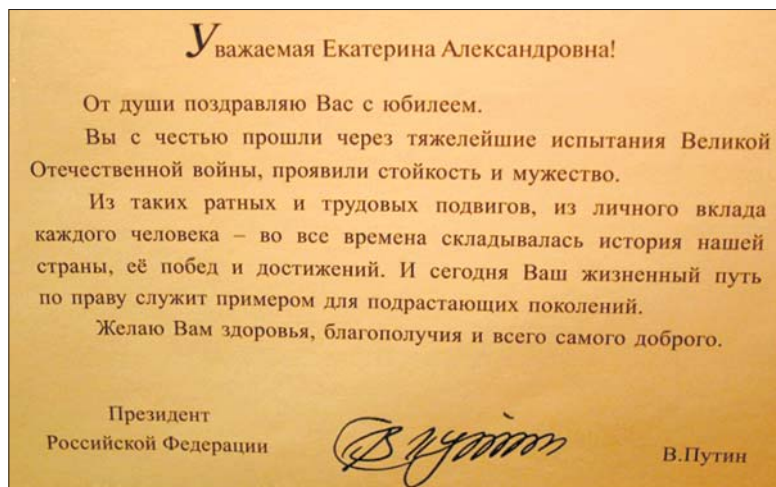 Уважаемая Екатерина Александровна!
От души поздравляю Вас с юбилеем.
Вы с честью прошли через тяжелейшие испытания Великой
Отечественной войны, проявили стойкость и мужество.
Из таких ратных и трудовых подвигов, из личного вклада
каждого человека – во все времена складывалась история нашей
страны, её побед и достижений. И сегодня Ваш жизненный путь
по праву служит примером для подрастающих поколений.
Желаю Вам здоровья, благополучия и всего самого доброго.
Президент
Российской Федерации
В.Путин